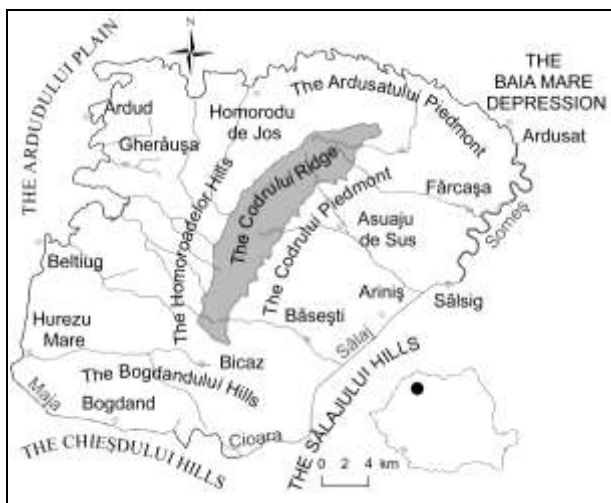 N
THE ARDUDULUI PLAIN
THE
BAIA MARE
DEPRESSION
The Ardusatului Piedmont
Ardud
Homorodu
de Jos
Ardusat
Gherăuşa
The Homoroadelor Hills
The Codrului Ridge
The Codrului Piedmont
Fărcaşa
Someş
Asuaju
de Sus
Beltiug
Ariniş
Sălsig
Băseşti
Sălaj
Hurezu
Mare
Bicaz
The Bogdandului Hills
THE SĂLAJULUI HILLS
Maja
Bogdand
Cioara
THE CHIEŞDULUI HILLS
0 2 4 km